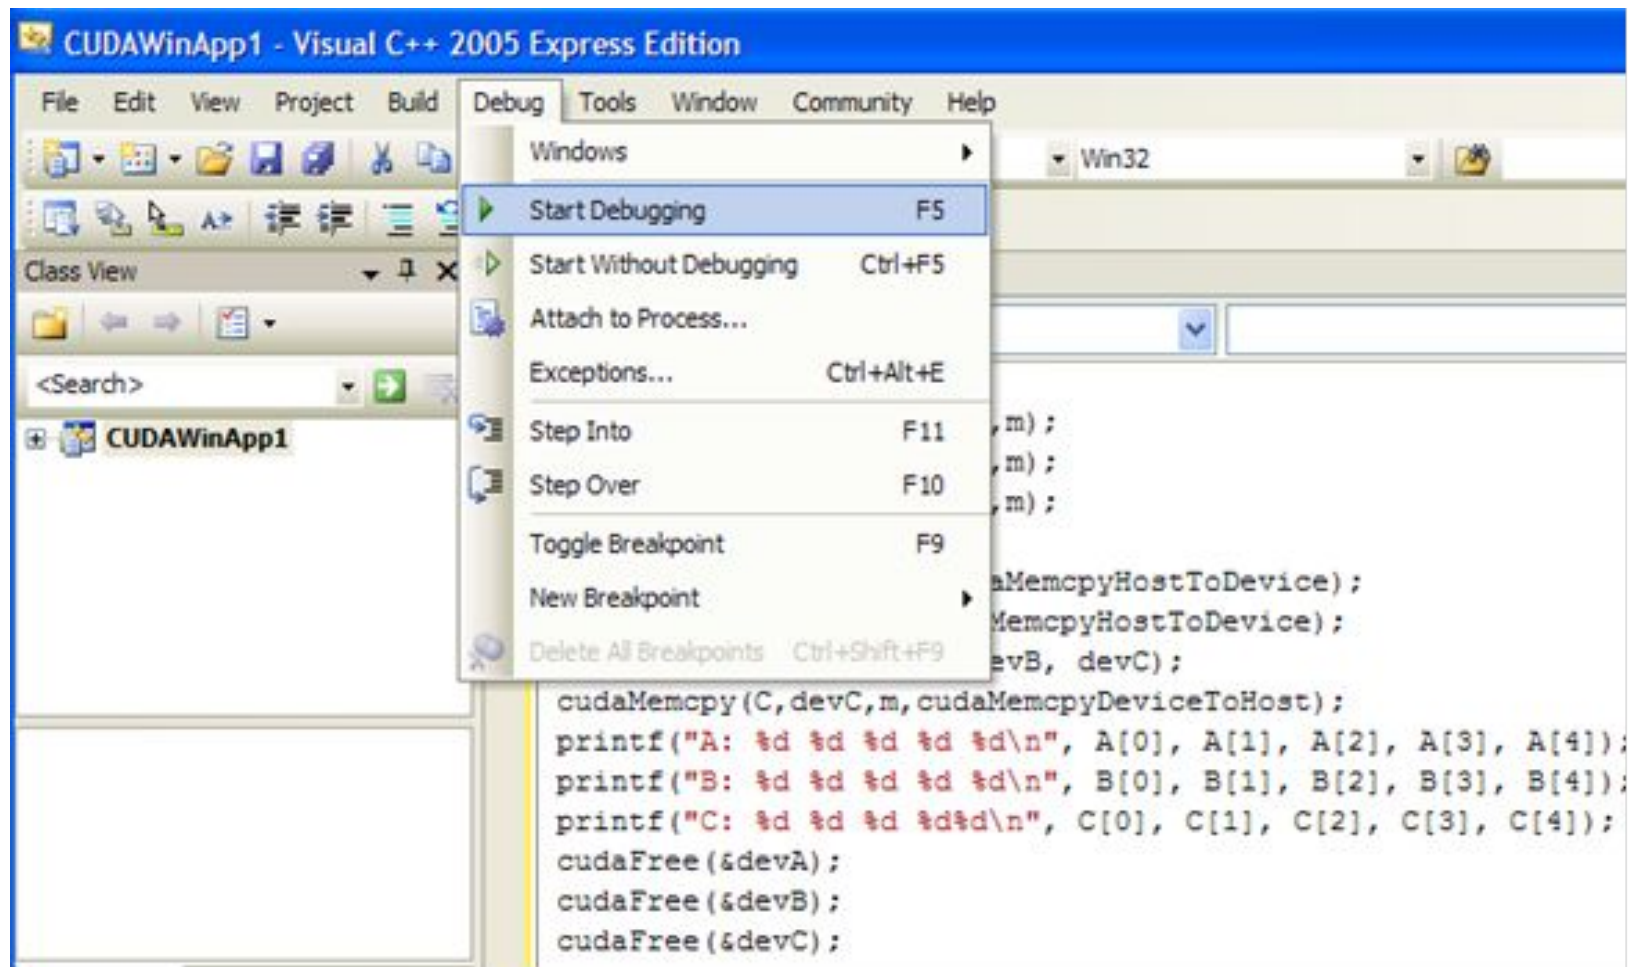 CUDAWinApp1 - Visual C++ 2005 Express Edition
File Edit View Project Build Debug Tools Window Community Help
Windows
Win32
Start Debugging F5
Class View
Start Without Debugging Ctrl+F5
Attach to Process...
<Search>
Exceptions... Ctrl+Alt+E
CUDAWinApp1
Step Into F11
,m);
,m);
Step Over F10
,m);
Toggle Breakpoint F9
aMemcpyHostToDevice);
New Breakpoint
MemcpyHostToDevice);
Delete All Breakpoints Ctrl+Shift+F9
evB, devC);
cudaMemcpy(C,devC,m,cudaMemcpyDeviceToHost);
printf("A: %d %d %d %d %d\n", A[0], A[1], A[2], A[3], A[4]);
printf("B: %d %d %d %d %d\n", B[0], B[1], B[2], B[3], B[4]);
printf("C: %d %d %d %d%d\n", C[0], C[1], C[2], C[3], C[4]);
cudaFree(&devA);
cudaFree(&devB);
cudaFree(&devC);